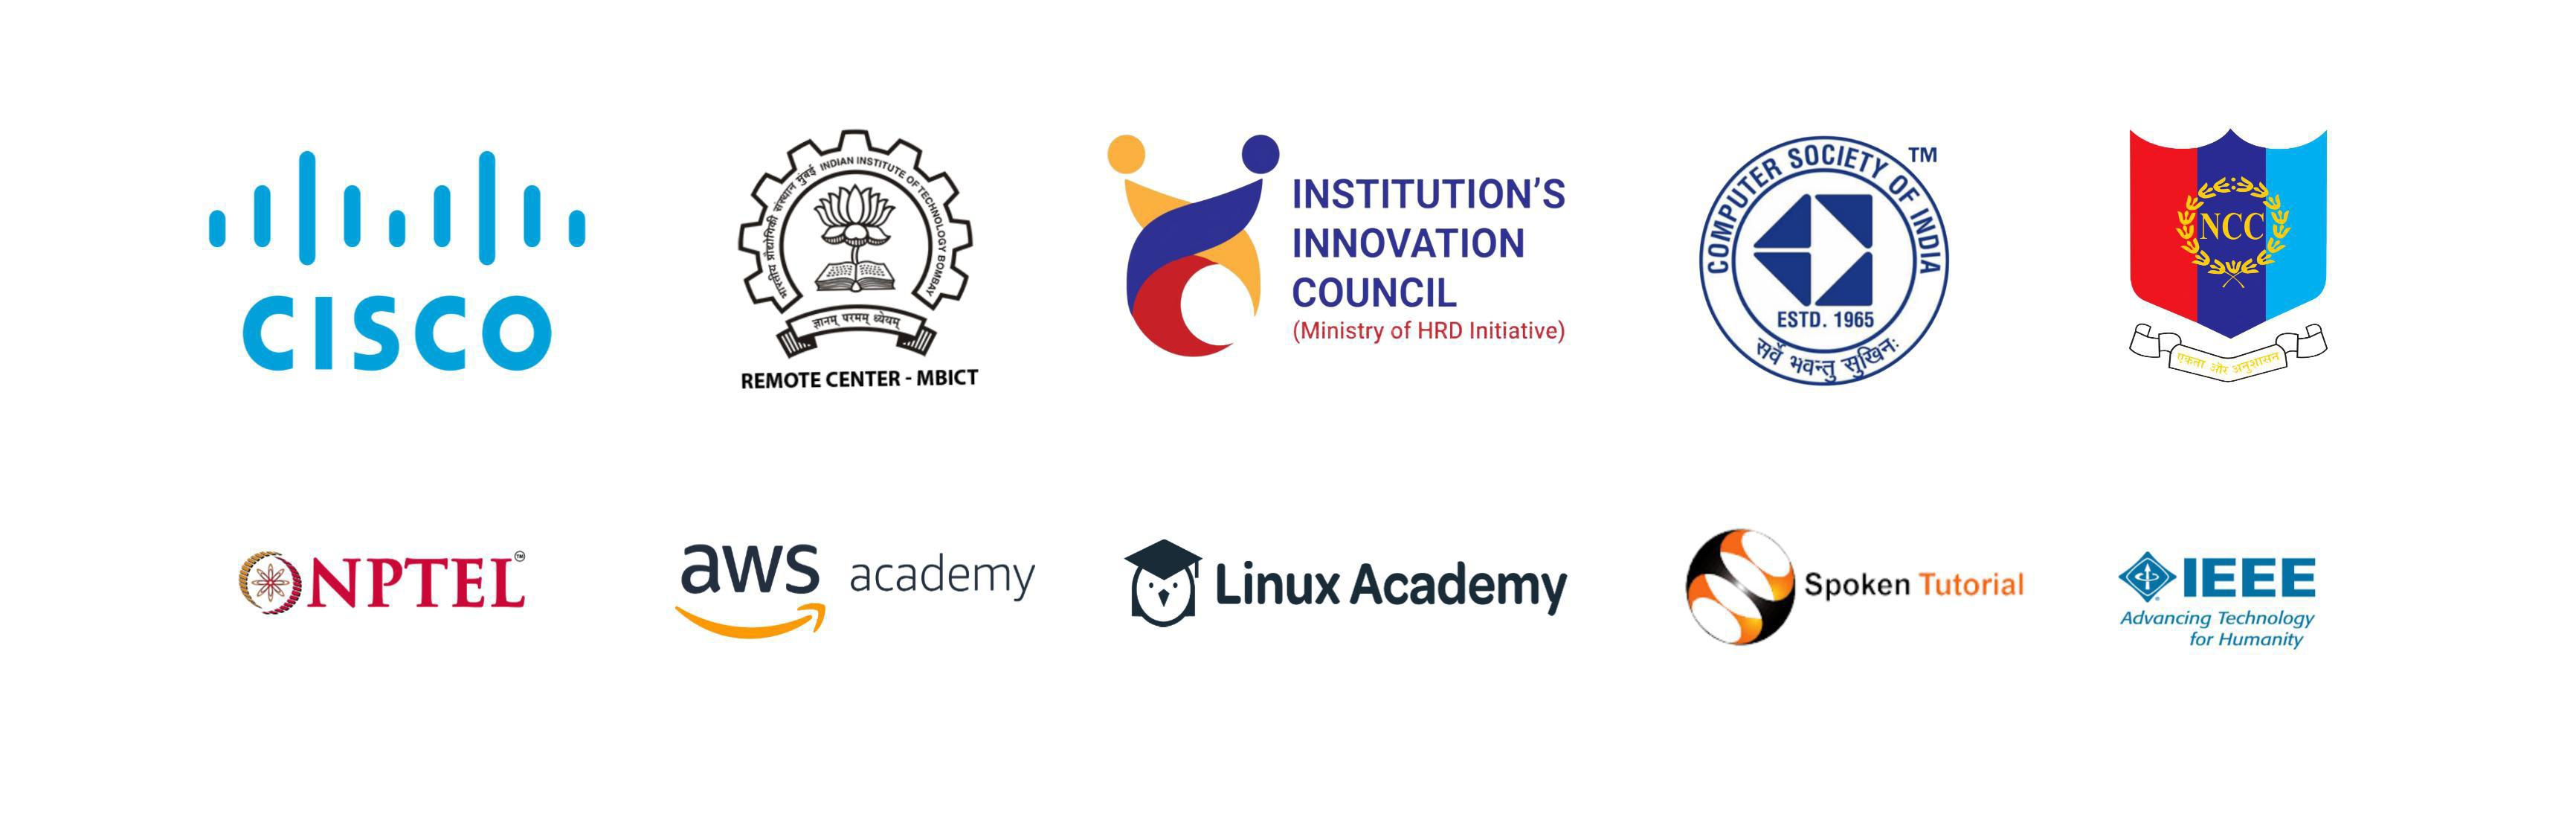 CISCO
भारतीय प्रौद्योगिकी संस्थान मुंबई
INDIAN INSTITUTE OF TECHNOLOGY BOMBAY
ज्ञानम् परमम् ध्येयम्
REMOTE CENTER - MBICT
INSTITUTION’S
INNOVATION
COUNCIL
(Ministry of HRD Initiative)
COMPUTER SOCIETY OF INDIA
TM
ESTD. 1965
सर्वे भवन्तु सुखिनः
NCC
एकता और अनुशासन
NPTEL™
aws academy
Linux Academy
Spoken Tutorial
IEEE
Advancing Technology
for Humanity